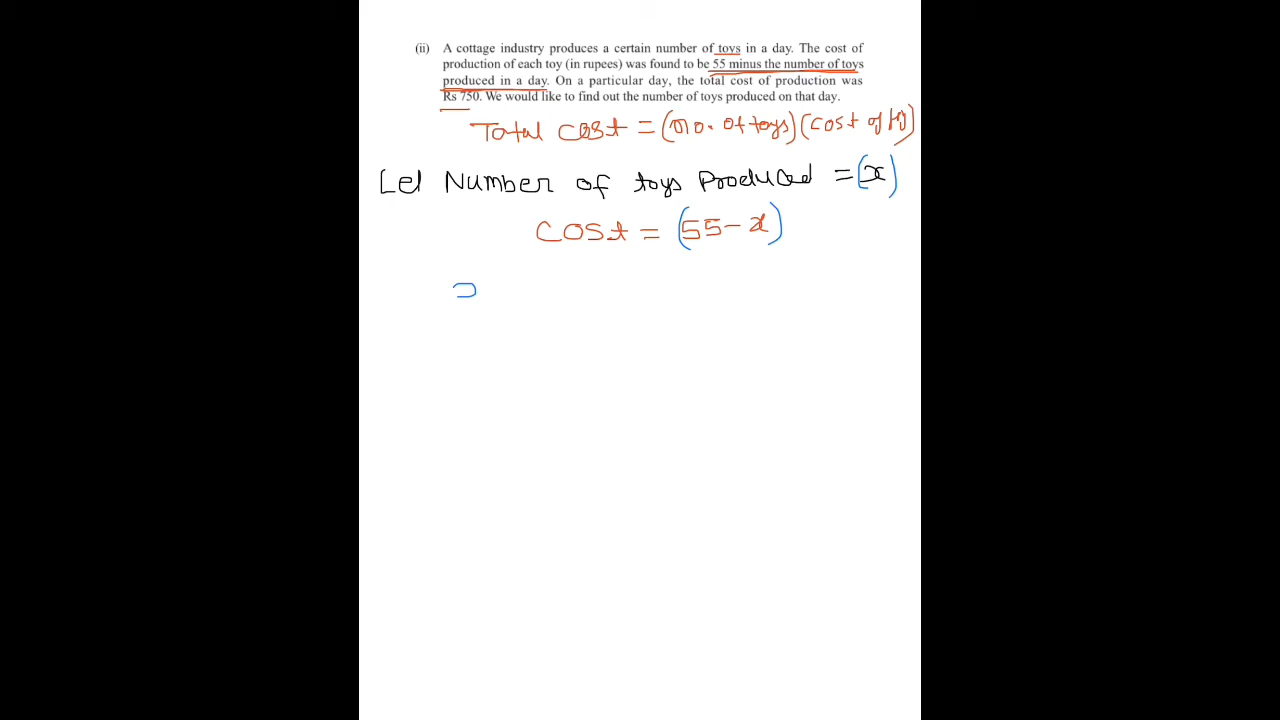 (ii) A cottage industry produces a certain number of toys in a day. The cost of
production of each toy (in rupees) was found to be 55 minus the number of toys
produced in a day. On a particular day, the total cost of production was
Rs 750. We would like to find out the number of toys produced on that day.
Total cost = (no. of toys) (cost of
Let Number of toys Produced = (x)
cost = (55-x)